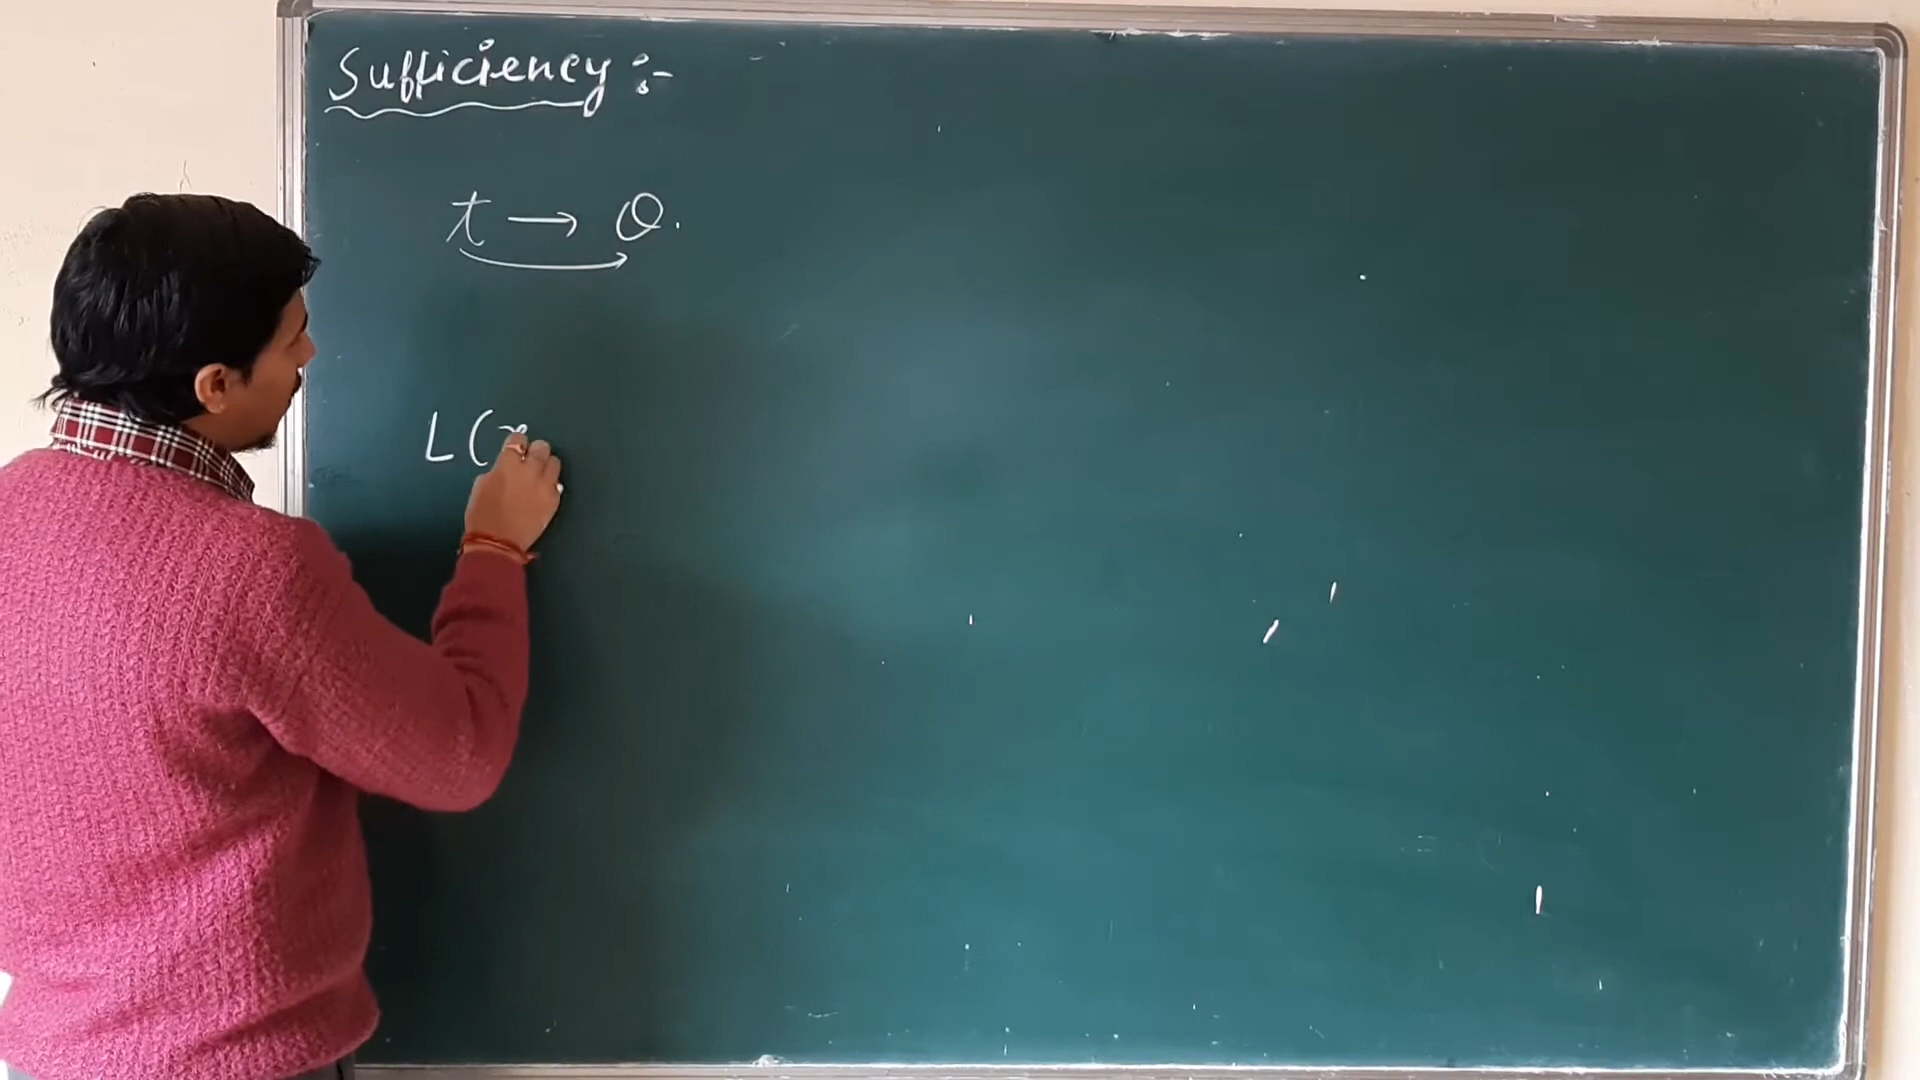 Sufficiency :-
t → θ.
L (x